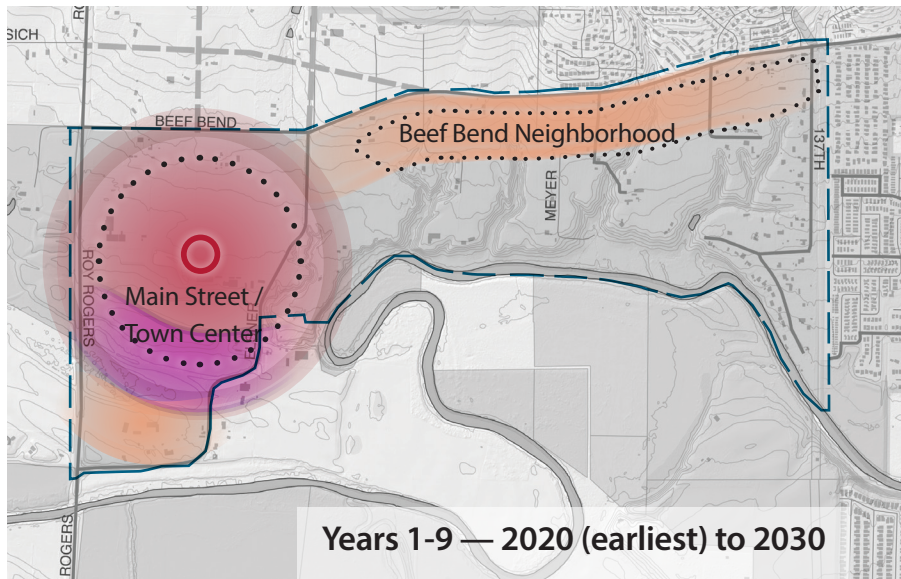 SICH
RO
BEEF BEND
Beef Bend Neighborhood
137TH
MEYER
ROY ROGERS
Main Street /
Town Center
ROGERS
Years 1-9 — 2020 (earliest) to 2030